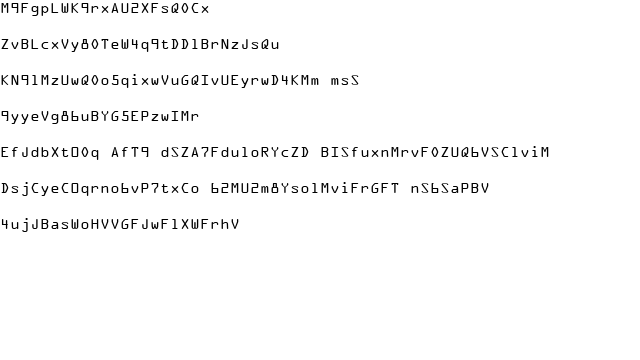 M9FgpLWK9rxAU2XFsQ0Cx
ZvBLcxVy80TeW4q9tDDlBrNzJsQu
KN9lMzUwQ0o5qixwVuGQIvUEyrwD4KMm msS
9yyeVg86uBYG5EPzwIMr
EfJdbXtO0q AfT9 dSZA7FduloRYcZD BISfuxnMrvF0ZUQ6VSClviM
DsjCyeCOqrno6vP7txCo 62MU2m8YsolMviFrGFT nS6SaPBV
4ujJBasWoHVVGFJwFlXWFrhV